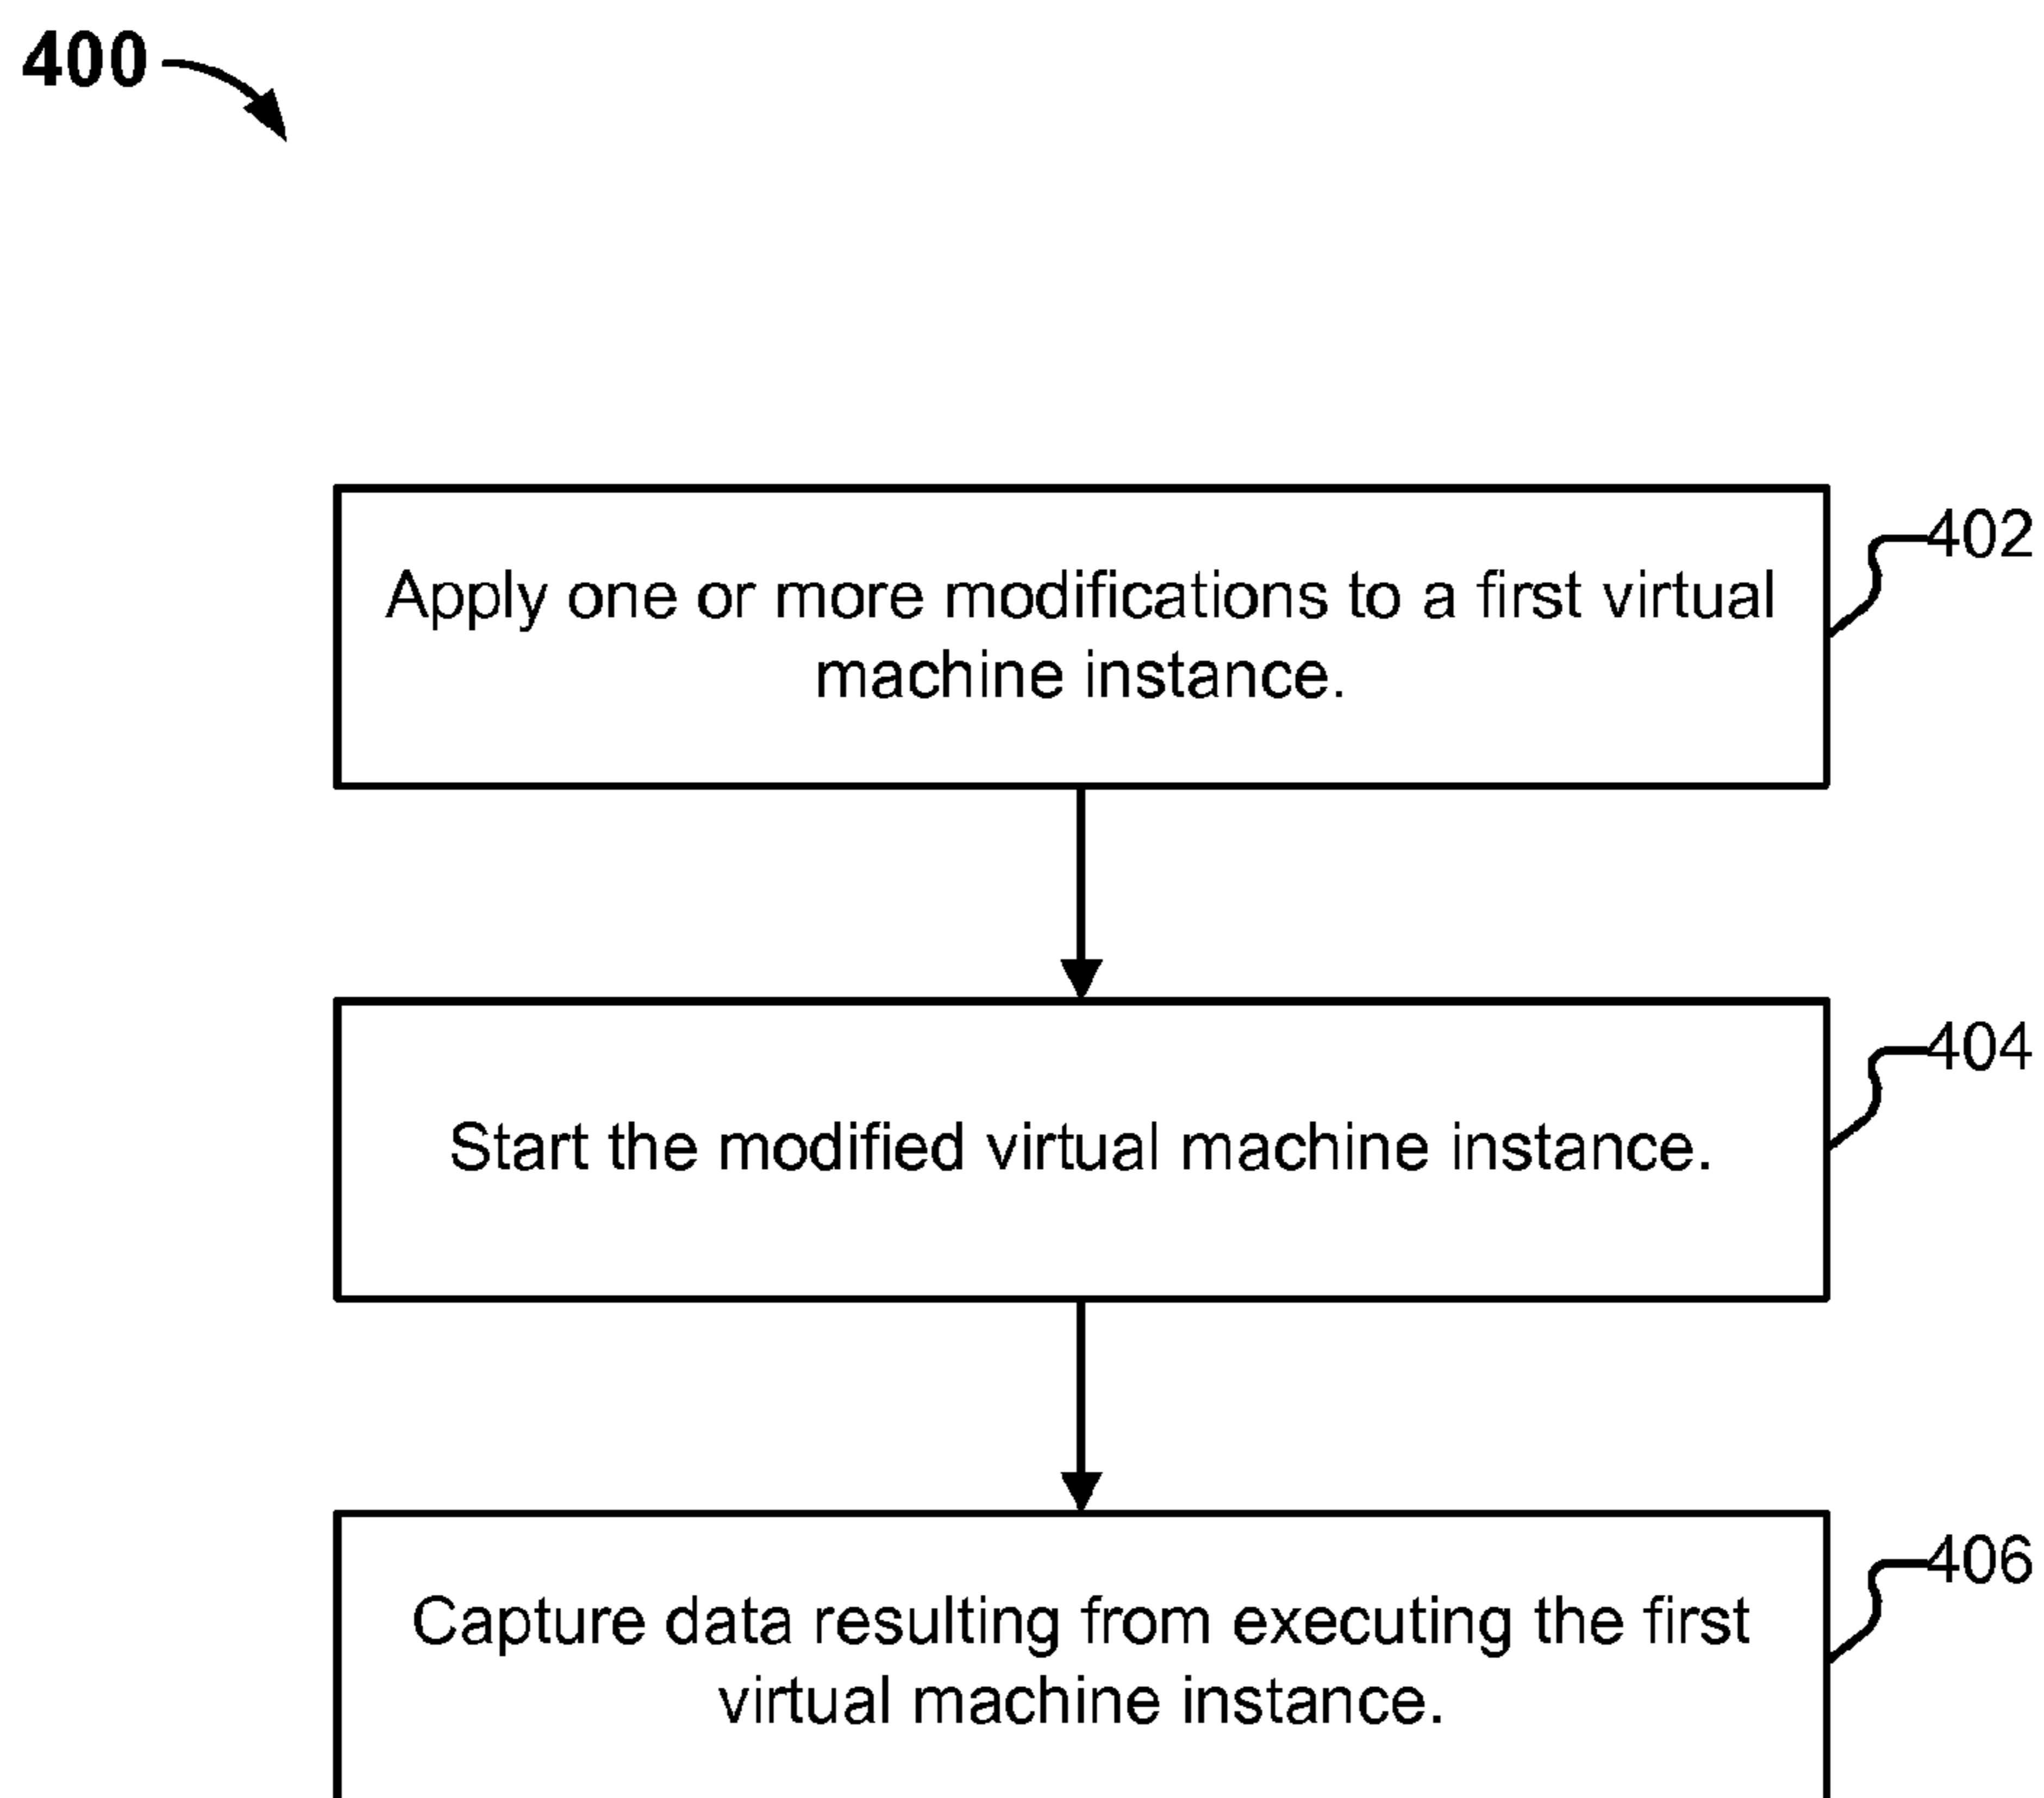 400
402
Apply one or more modifications to a first virtual
machine instance.
404
Start the modified virtual machine instance.
406
Capture data resulting from executing the first
virtual machine instance.